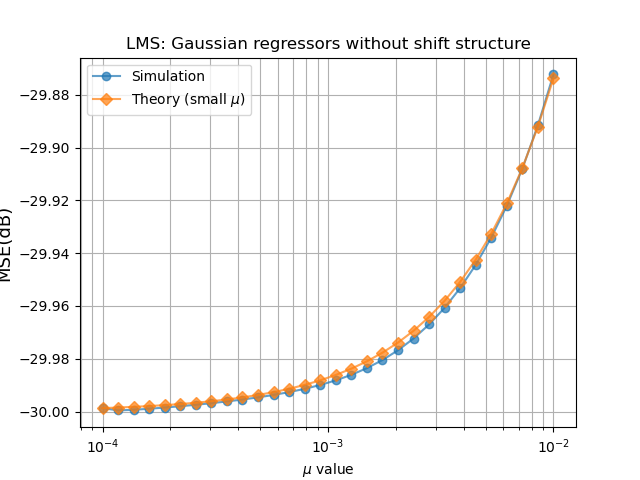 LMS: Gaussian regressors without shift structure
Simulation
Theory (small μ)
−29.88
−29.90
−29.92
−29.94
−29.96
−29.98
−30.00
MSE(dB)
10⁻⁴
10⁻³
10⁻²
μ value